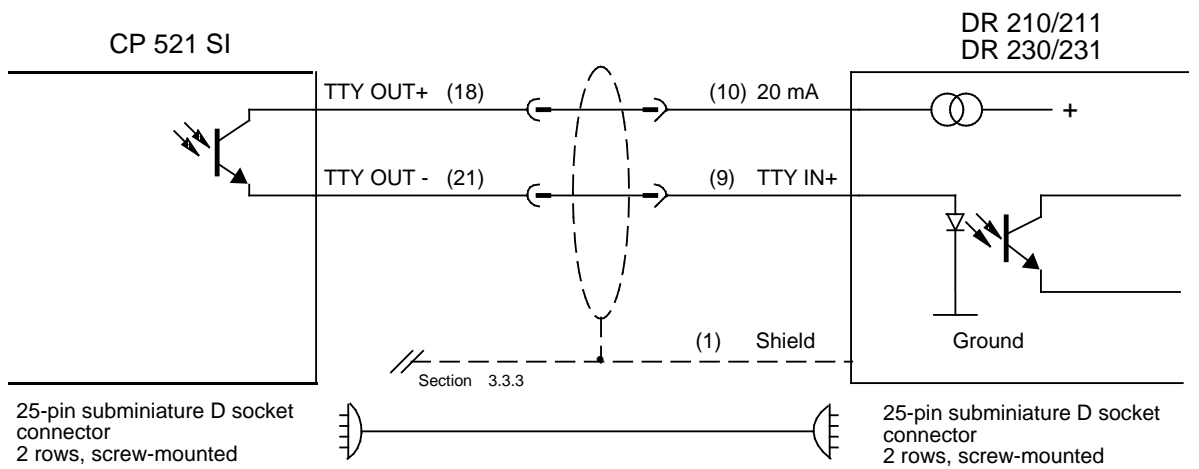 CP 521 SI
DR 210/211
DR 230/231
TTY OUT+ (18)
(10) 20 mA
+
TTY OUT - (21)
(9) TTY IN+
(1) Shield
Ground
Section 3.3.3
25-pin subminiature D socket
connector
2 rows, screw-mounted
25-pin subminiature D socket
connector
2 rows, screw-mounted